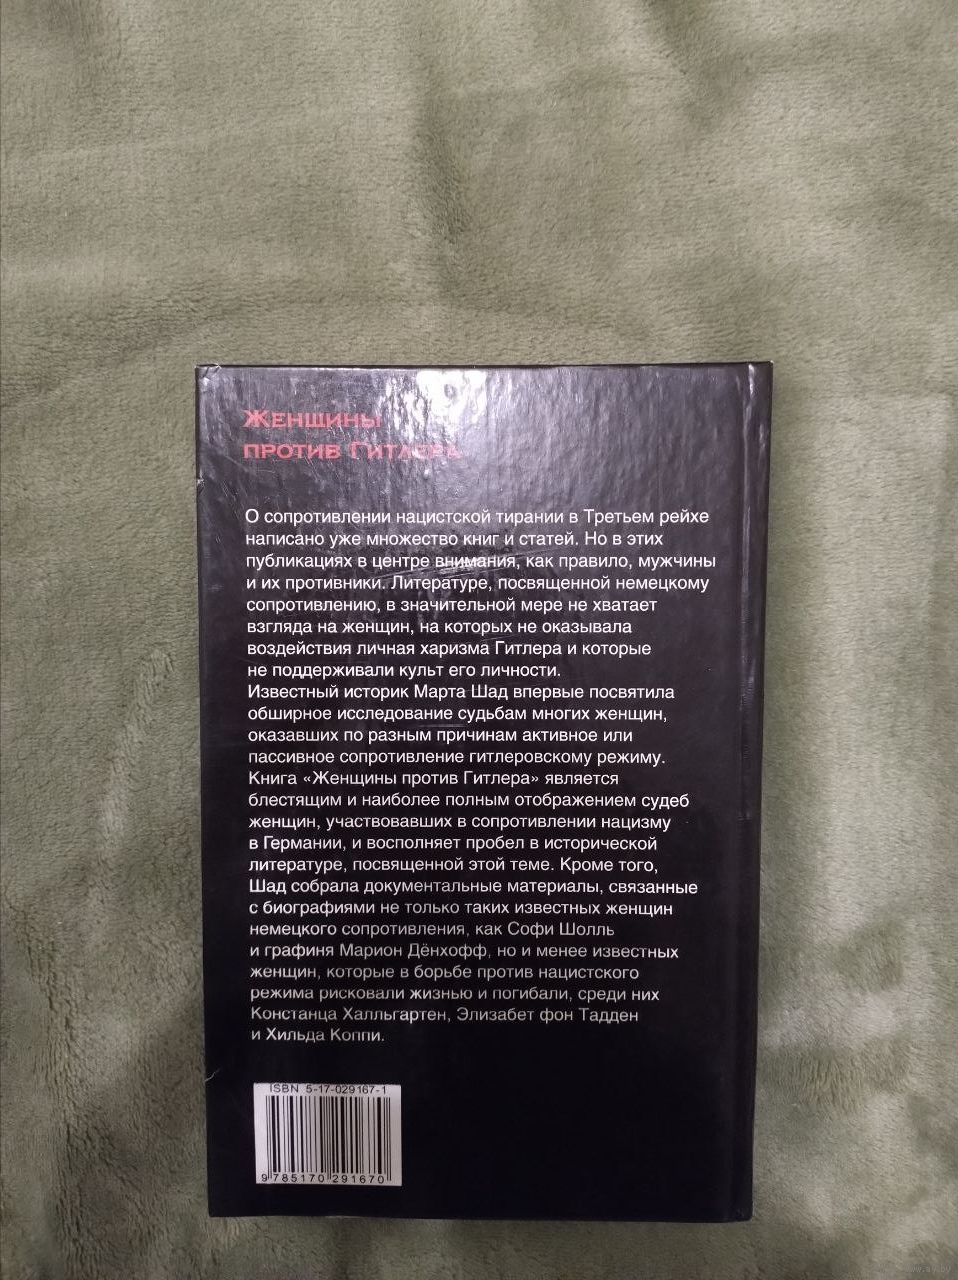 Женщины
против Гитлера
О сопротивлении нацистской тирании в Третьем рейхе
написано уже множество книг и статей. Но в этих
публикациях в центре внимания, как правило, мужчины
и их противники. Литературе, посвященной немецкому
сопротивлению, в значительной мере не хватает
взгляда на женщин, на которых не оказывала
воздействия личная харизма Гитлера и которые
не поддерживали культ его личности.
Известный историк Марта Шад впервые посвятила
обширное исследование судьбам многих женщин,
оказавших по разным причинам активное или
пассивное сопротивление гитлеровскому режиму.
Книга «Женщины против Гитлера» является
блестящим и наиболее полным отображением судеб
женщин, участвовавших в сопротивлении нацизму
в Германии, и восполняет пробел в исторической
литературе, посвященной этой теме. Кроме того,
Шад собрала документальные материалы, связанные
с биографиями не только таких известных женщин
немецкого сопротивления, как Софи Шолль
и графиня Марион Дёнхофф, но и менее известных
женщин, которые в борьбе против нацистского
режима рисковали жизнью и погибали, среди них
Констанца Халльгартен, Элизабет фон Тадден
и Хильда Коппи.
ISBN 5-17-029167-1
9 785170 291670
www.ay.by